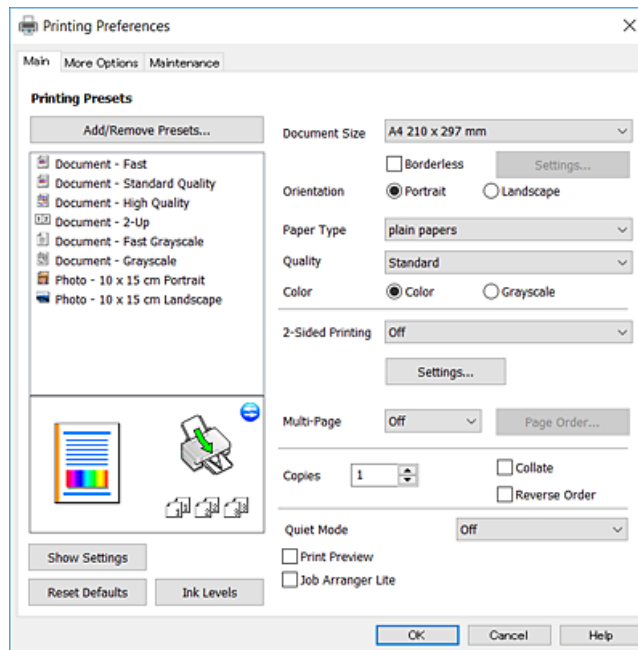 Printing Preferences
Main More Options Maintenance
Printing Presets
Add/Remove Presets...
Document - Fast
Document - Standard Quality
Document - High Quality
Document - 2-Up
Document - Fast Grayscale
Document - Grayscale
Photo - 10 x 15 cm Portrait
Photo - 10 x 15 cm Landscape
Show Settings
Reset Defaults Ink Levels
Document Size A4 210 x 297 mm
Borderless Settings...
Orientation Portrait Landscape
Paper Type plain papers
Quality Standard
Color Color Grayscale
2-Sided Printing Off
Settings...
Multi-Page Off Page Order...
Copies 1 Collate
Reverse Order
Quiet Mode Off
Print Preview
Job Arranger Lite
OK Cancel Help